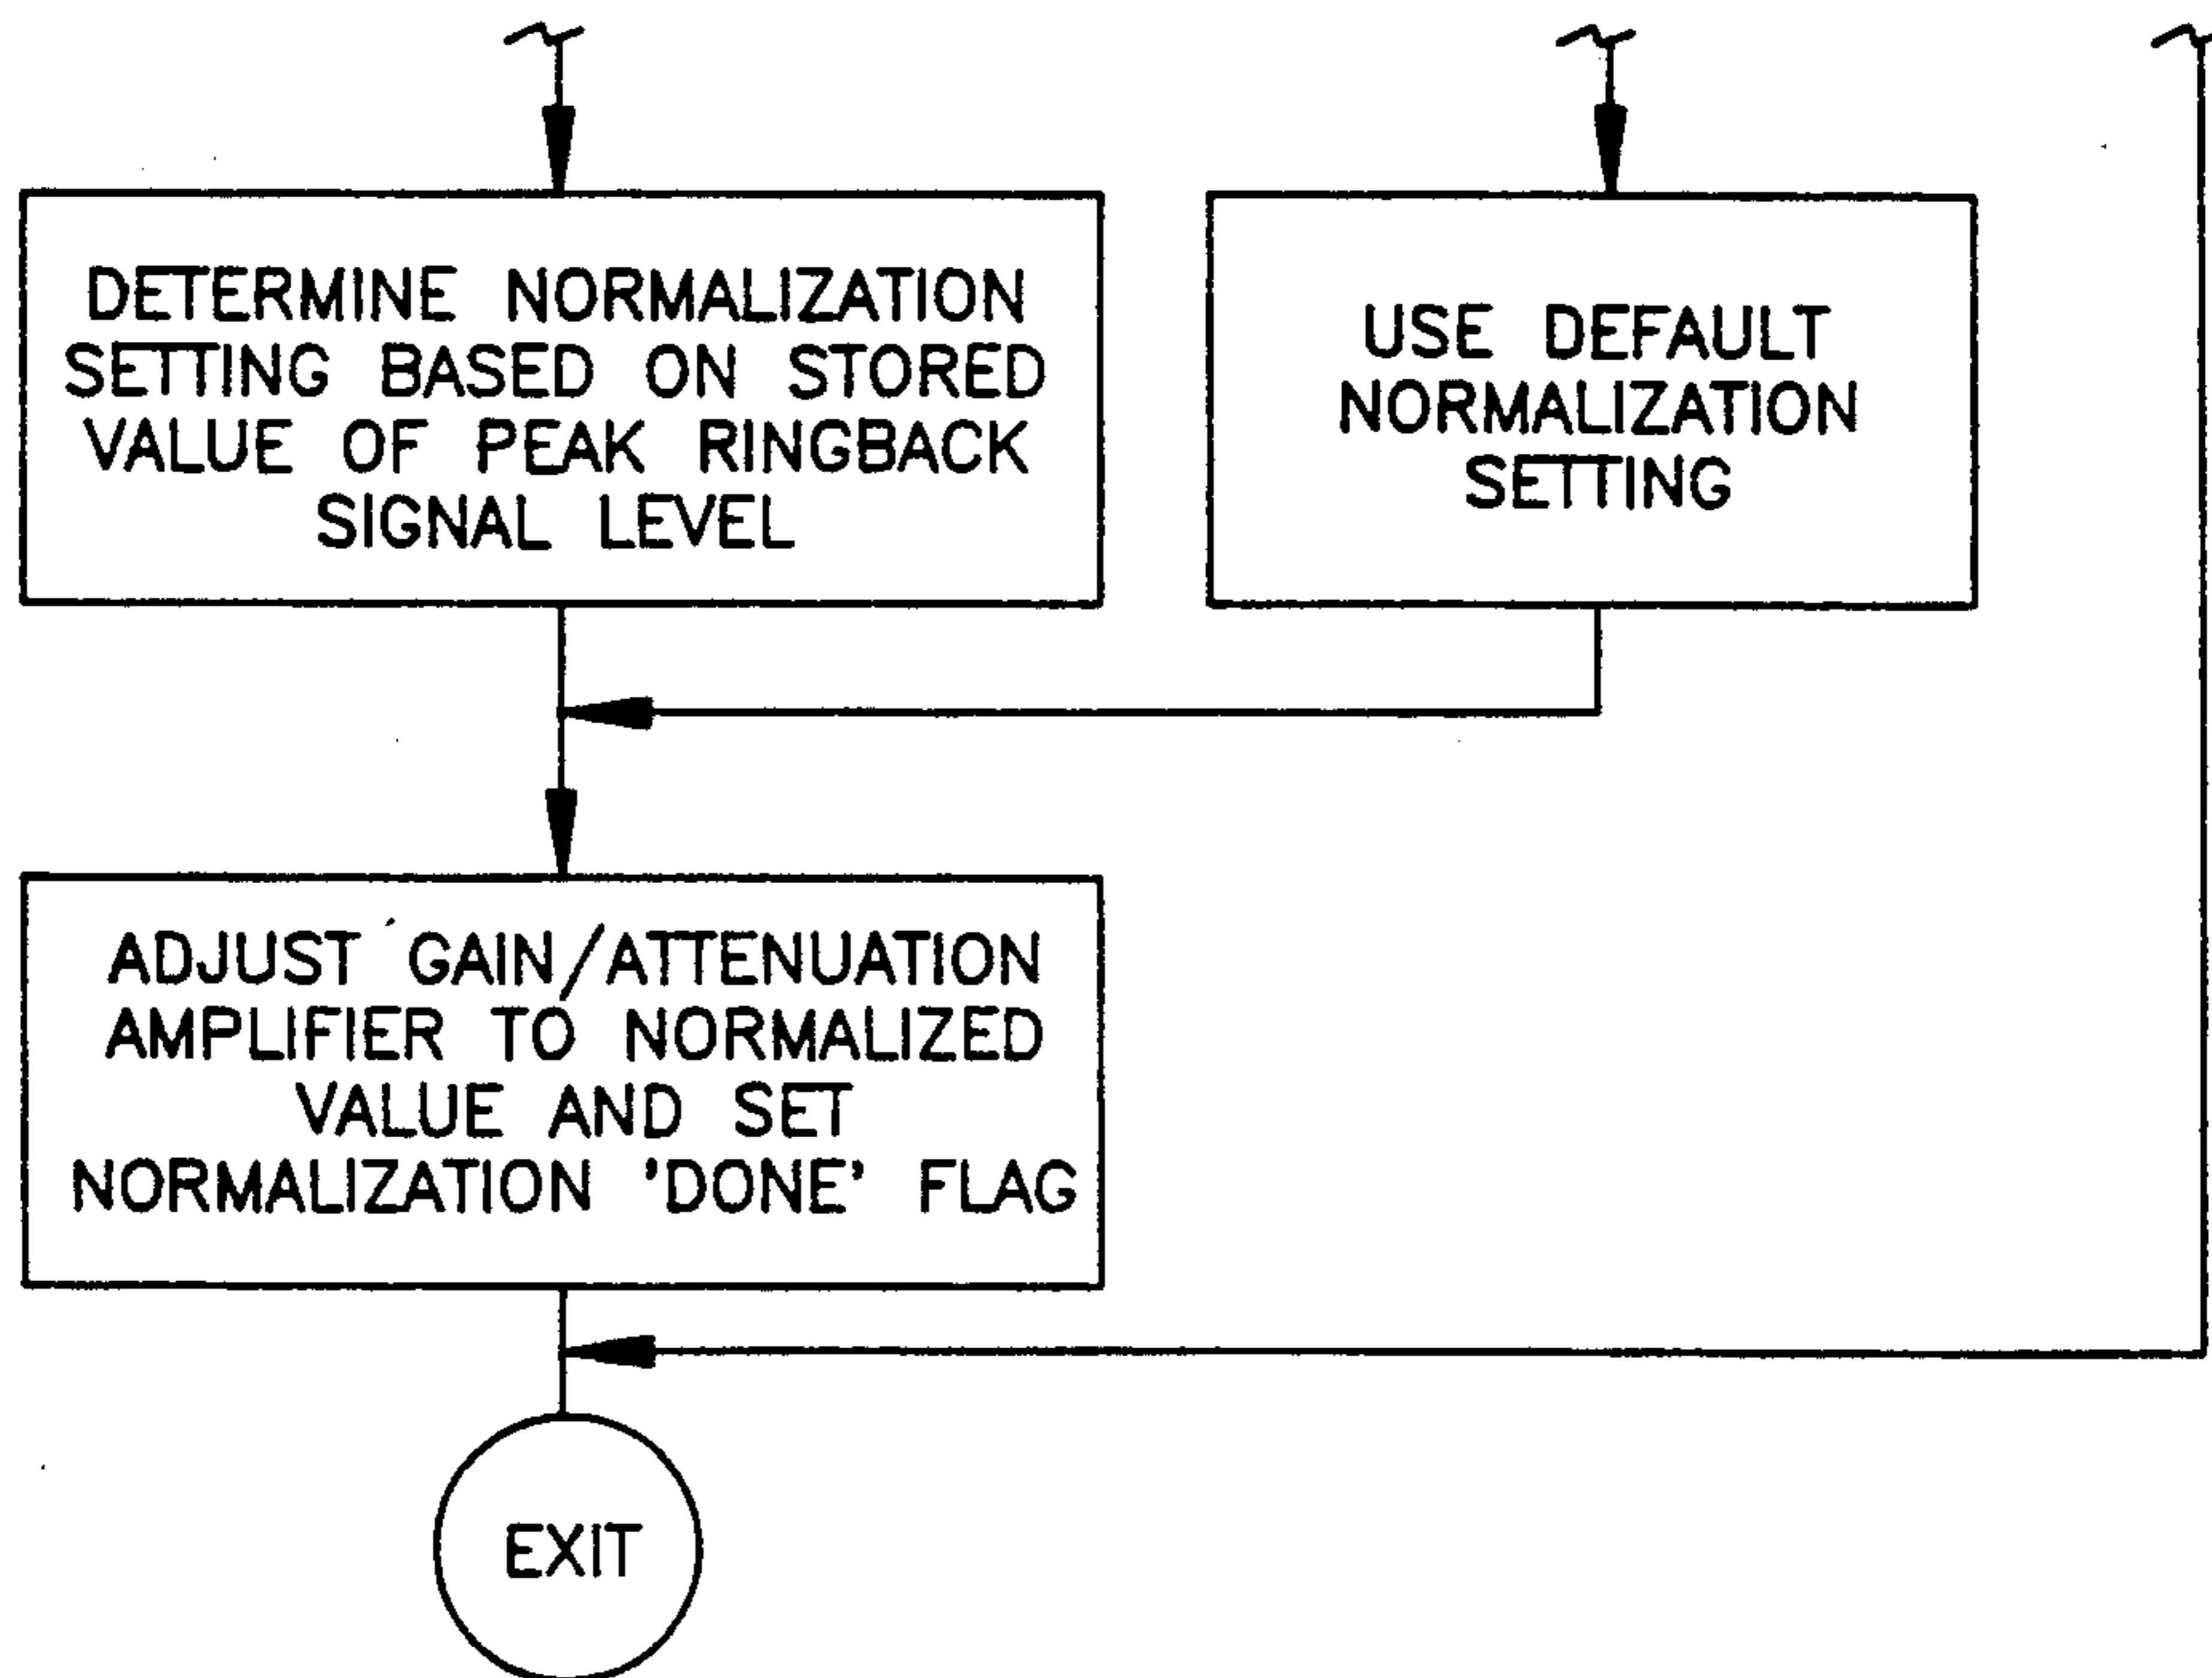 DETERMINE NORMALIZATION
SETTING BASED ON STORED
VALUE OF PEAK RINGBACK
SIGNAL LEVEL
USE DEFAULT
NORMALIZATION
SETTING
ADJUST GAIN/ATTENUATION
AMPLIFIER TO NORMALIZED
VALUE AND SET
NORMALIZATION 'DONE' FLAG
EXIT